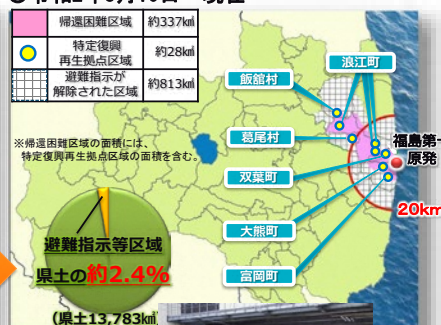 帰還困難区域 約337㎢
特定復興
再生拠点区域 約28㎢
避難指示が
解除された区域 約813㎢
※帰還困難区域の面積には、
特定復興再生拠点区域の面積を含む。
浪江町
飯舘村
葛尾村
双葉町
大熊町
富岡町
福島第一
原発
20km
避難指示等区域
県土の約2.4%
(県土13,783㎢)